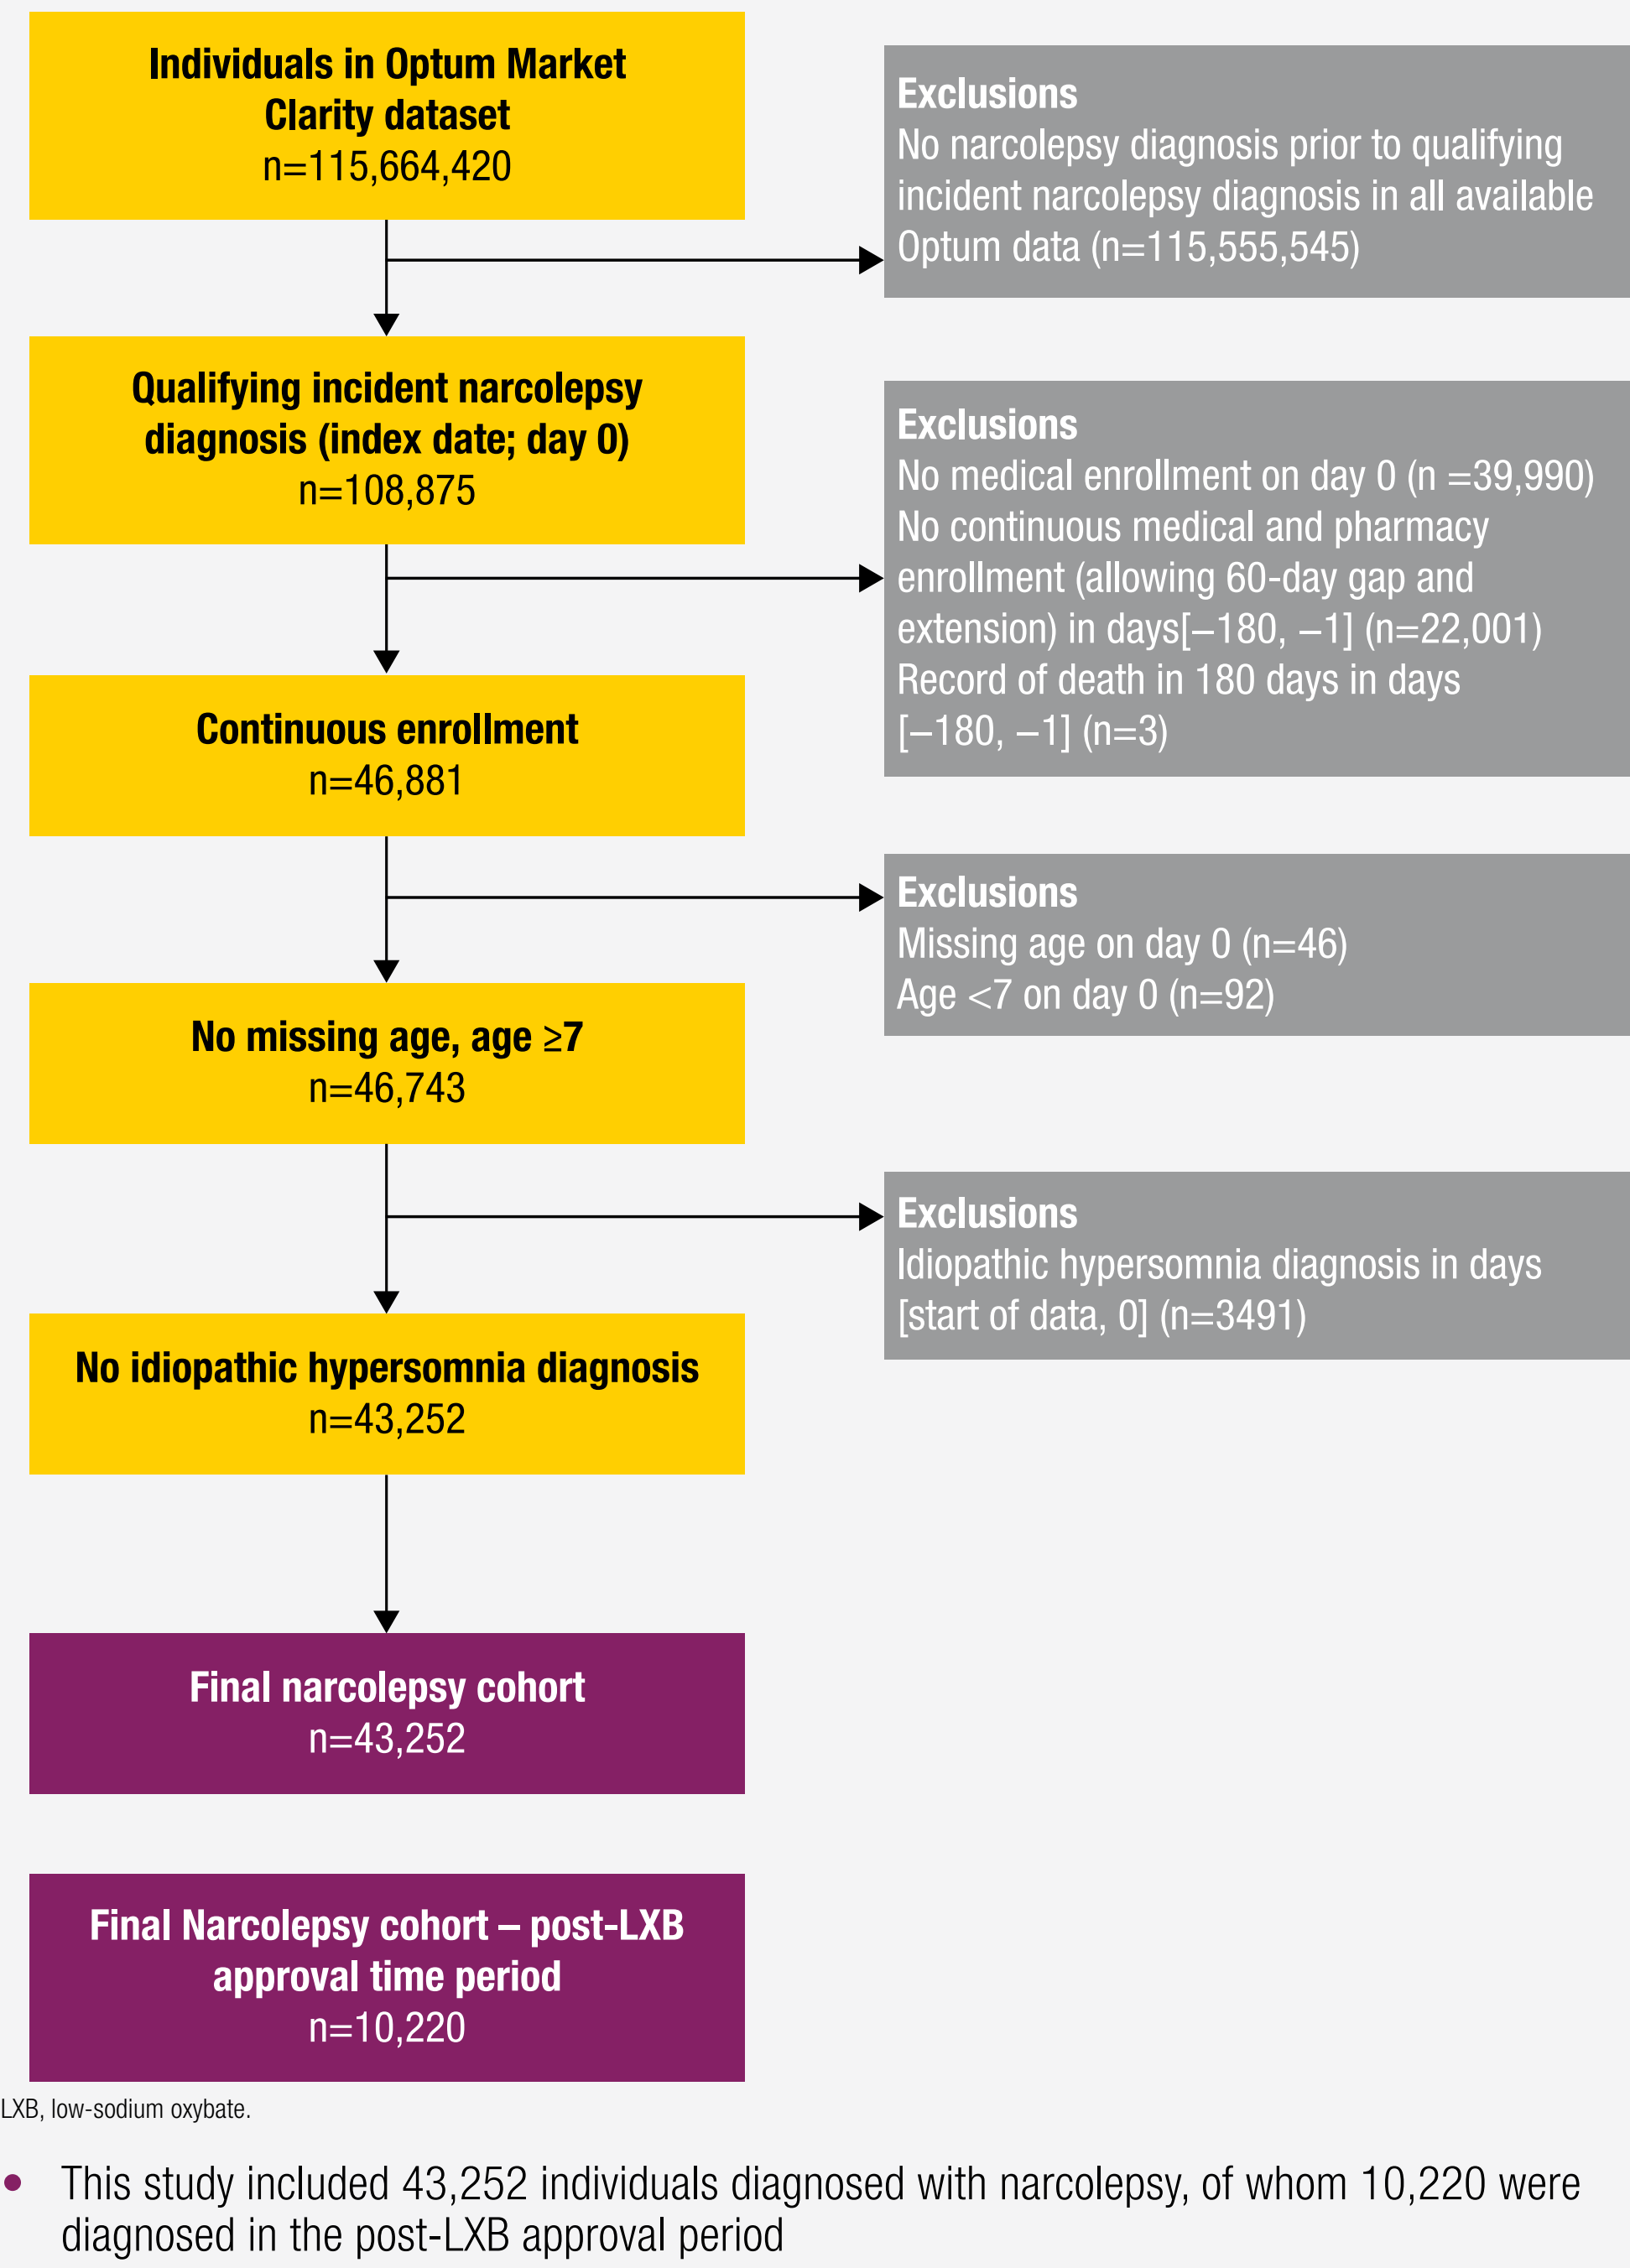 Individuals in Optum Market
Clarity dataset
n=115,664,420
Exclusions
No narcolepsy diagnosis prior to qualifying
incident narcolepsy diagnosis in all available
Optum data (n=115,555,545)
Qualifying incident narcolepsy
diagnosis (index date; day 0)
n=108,875
Exclusions
No medical enrollment on day 0 (n =39,990)
No continuous medical and pharmacy
enrollment (allowing 60-day gap and
extension) in days[−180, −1] (n=22,001)
Record of death in 180 days in days
[−180, −1] (n=3)
Continuous enrollment
n=46,881
Exclusions
Missing age on day 0 (n=46)
Age <7 on day 0 (n=92)
No missing age, age ≥7
n=46,743
Exclusions
Idiopathic hypersomnia diagnosis in days
[start of data, 0] (n=3491)
No idiopathic hypersomnia diagnosis
n=43,252
Final narcolepsy cohort
n=43,252
Final Narcolepsy cohort – post-LXB
approval time period
n=10,220
LXB, low-sodium oxybate.
• This study included 43,252 individuals diagnosed with narcolepsy, of whom 10,220 were
diagnosed in the post-LXB approval period